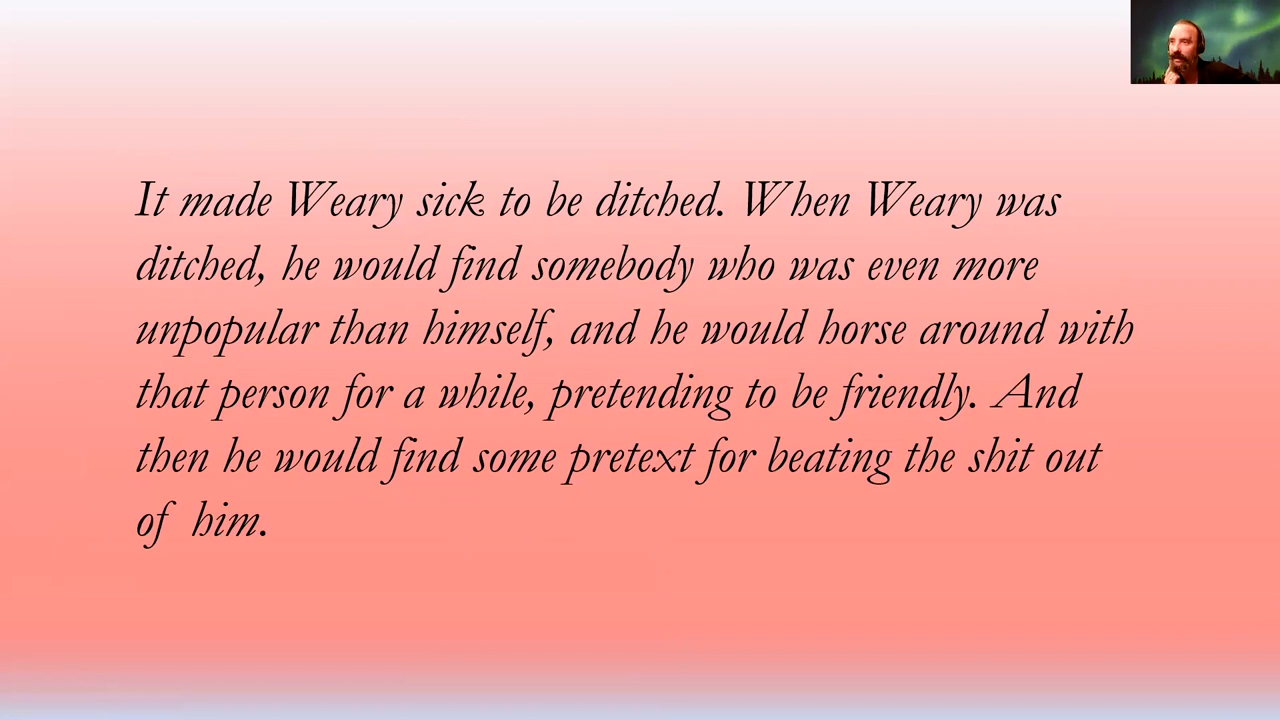 It made Weary sick to be ditched. When Weary was
ditched, he would find somebody who was even more
unpopular than himself, and he would horse around with
that person for a while, pretending to be friendly. And
then he would find some pretext for beating the shit out
of him.